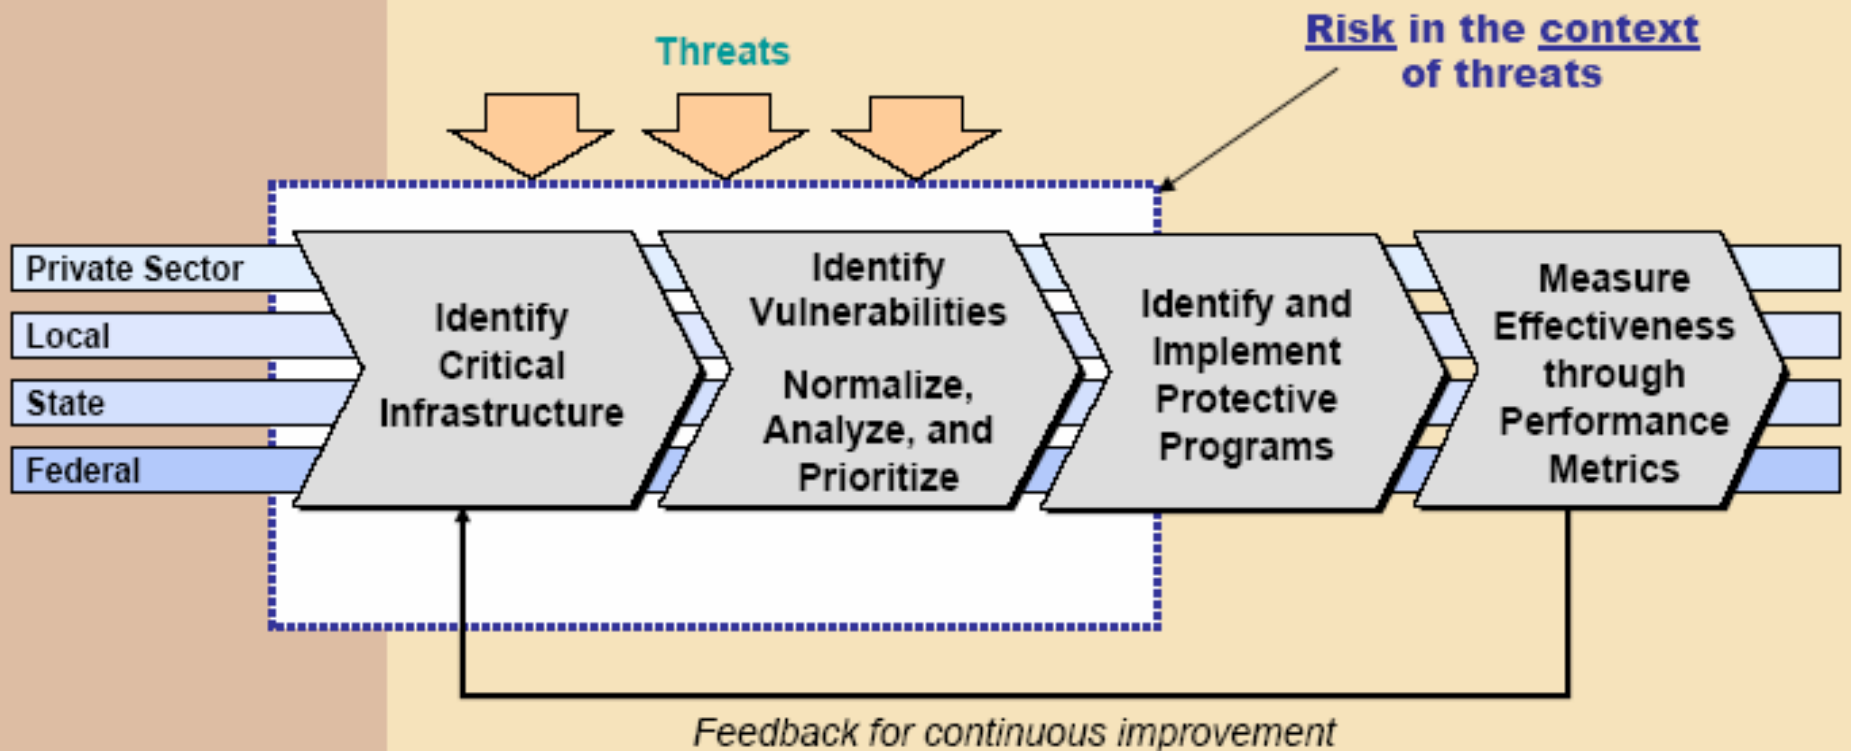 Threats
Risk in the context
of threats
Private Sector
Local
State
Federal
Identify
Critical
Infrastructure
Identify
Vulnerabilities
Normalize,
Analyze, and
Prioritize
Identify and
Implement
Protective
Programs
Measure
Effectiveness
through
Performance
Metrics
Feedback for continuous improvement